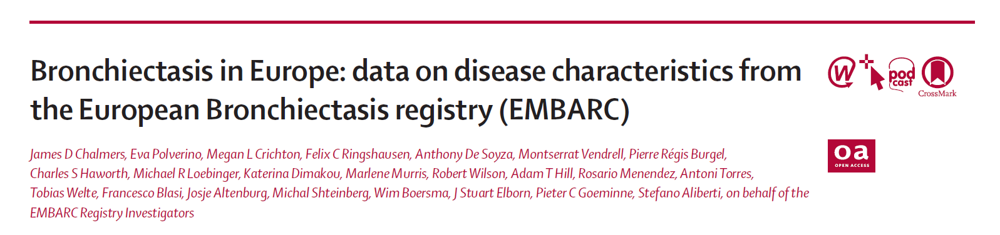 Bronchiectasis in Europe: data on disease characteristics from
the European Bronchiectasis registry (EMBARC)
W
pod
cast
CrossMark
oa
OPEN ACCESS
James D Chalmers, Eva Polverino, Megan L Crichton, Felix C Ringshausen, Anthony De Soyza, Montserrat Vendrell, Pierre Régis Burgel,
Charles S Haworth, Michael R Loebinger, Katerina Dimakou, Marlene Murris, Robert Wilson, Adam T Hill, Rosario Menendez, Antoni Torres,
Tobias Welte, Francesco Blasi, Josje Altenburg, Michal Shteinberg, Wim Boersma, J Stuart Elborn, Pieter C Goeminne, Stefano Aliberti, on behalf of the
EMBARC Registry Investigators